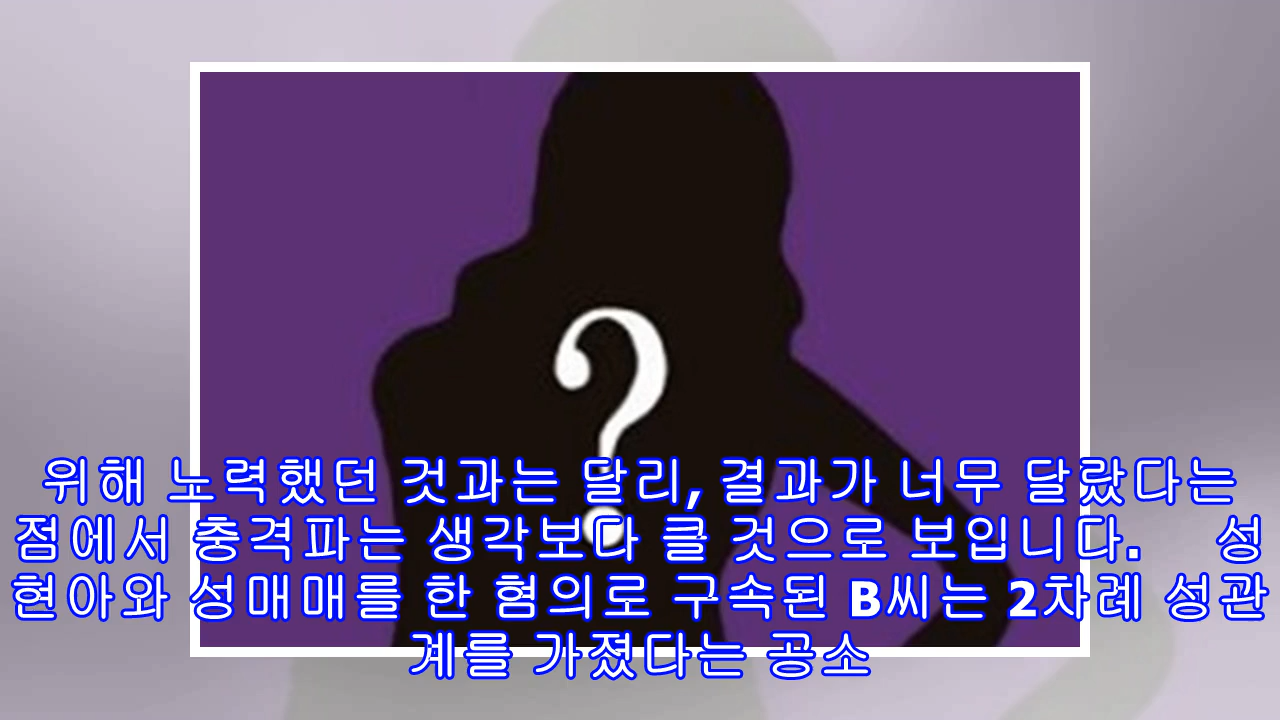 ?
위해 노력했던 것과는 달리, 결과가 너무 달랐다는
점에서 충격파는 생각보다 클 것으로 보입니다. 성
현아와 성매매를 한 혐의로 구속된 B씨는 2차례 성관
계를 가졌다는 공소